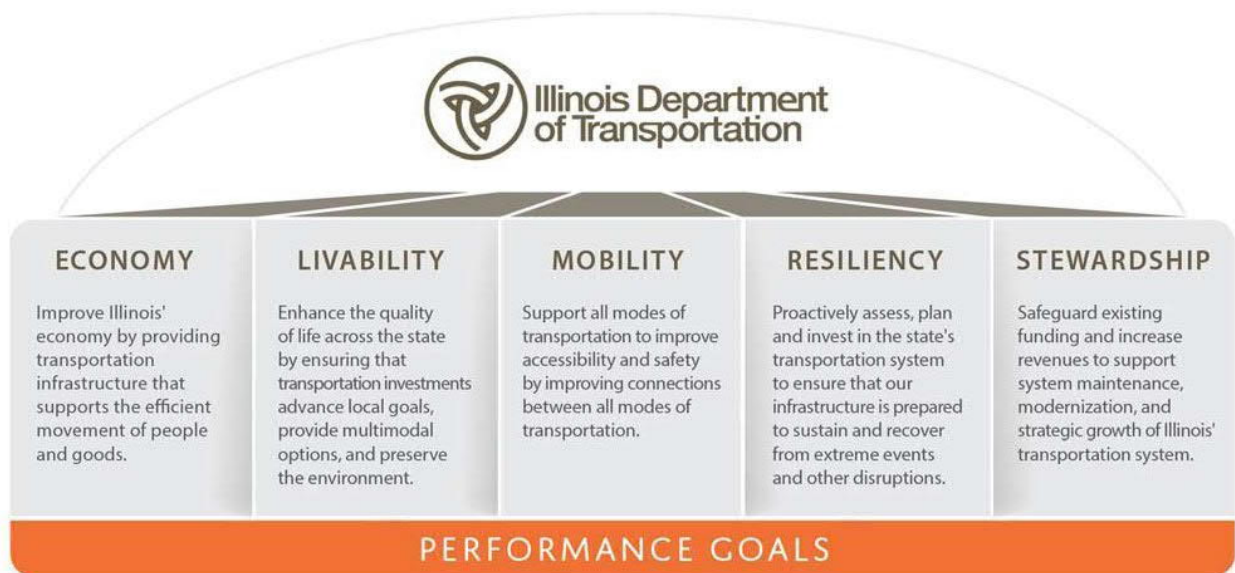 Illinois Department
of Transportation
ECONOMY
Improve Illinois'
economy by providing
transportation
infrastructure that
supports the efficient
movement of people
and goods.
LIVABILITY
Enhance the quality
of life across the state
by ensuring that
transportation investments
advance local goals,
provide multimodal
options, and preserve
the environment.
MOBILITY
Support all modes of
transportation to improve
accessibility and safety
by improving connections
between all modes of
transportation.
RESILIENCY
Proactively assess, plan
and invest in the state's
transportation system
to ensure that our
infrastructure is prepared
to sustain and recover
from extreme events
and other disruptions.
STEWARDSHIP
Safeguard existing
funding and increase
revenues to support
system maintenance,
modernization, and
strategic growth of Illinois'
transportation system.
PERFORMANCE GOALS